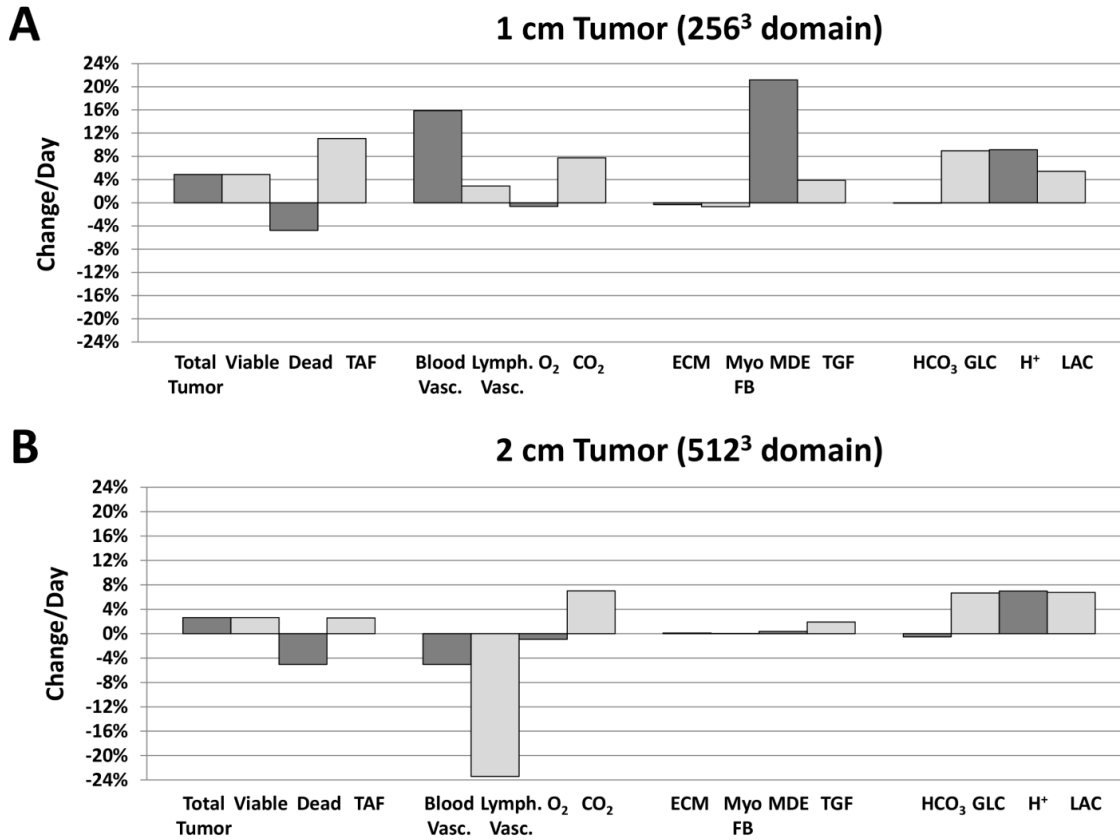 A
1 cm Tumor (256³ domain)
Change/Day
24%
20%
16%
12%
8%
4%
0%
-4%
-8%
-12%
-16%
-20%
-24%
Total Viable Dead TAF Blood Lymph. O₂ CO₂ ECM Myo MDE TGF HCO₃ GLC H⁺ LAC
Tumor Vasc. Vasc. FB
B
2 cm Tumor (512³ domain)
Change/Day
24%
20%
16%
12%
8%
4%
0%
-4%
-8%
-12%
-16%
-20%
-24%
Total Viable Dead TAF Blood Lymph. O₂ CO₂ ECM Myo MDE TGF HCO₃ GLC H⁺ LAC
Tumor Vasc. Vasc. FB